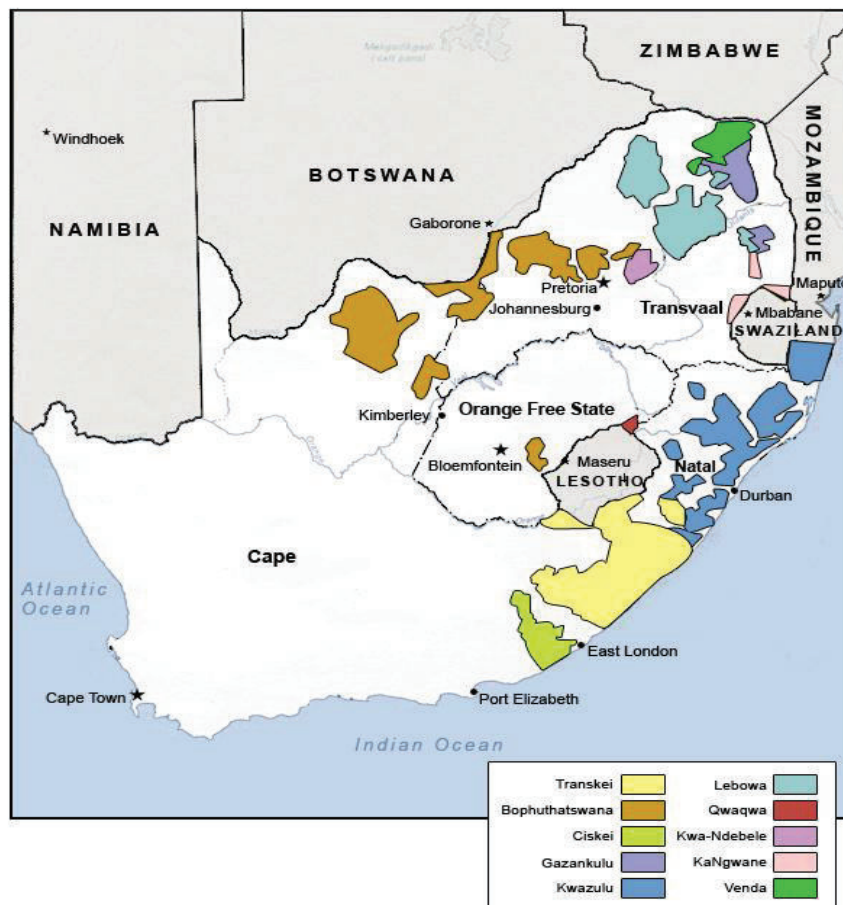 ZIMBABWE
Windhoek
MOZAMBIQUE
BOTSWANA
NAMIBIA
Gaborone
Pretoria
Johannesburg
Transvaal
Maputo
Mbabane
SWAZILAND
Kimberley
Orange Free State
Bloemfontein
Maseru
LESOTHO
Natal
Durban
Cape
Atlantic
Ocean
East London
Cape Town
Port Elizabeth
Indian Ocean
Transkei
Bophuthatswana
Ciskei
Gazankulu
Kwazulu
Lebowa
Qwaqwa
Kwa-Ndebele
KaNgwane
Venda